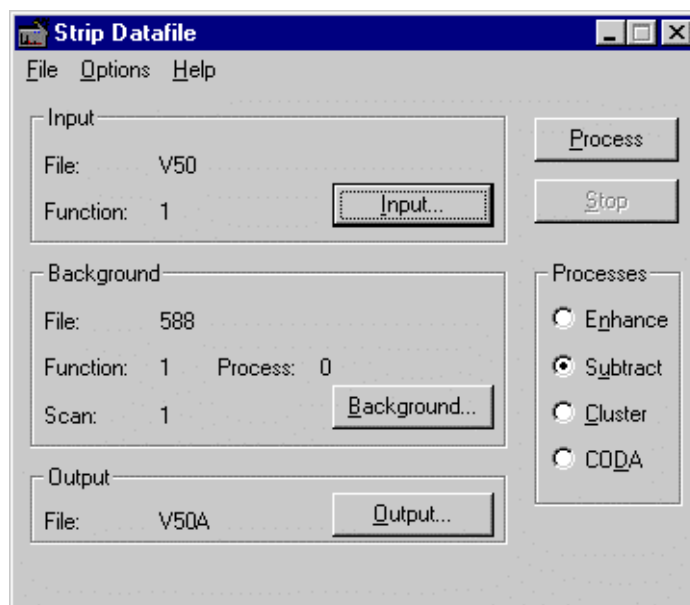 Strip Datafile
File Options Help
Input
File: V50
Function: 1
Input...
Process
Stop
Background
File: 588
Function: 1 Process: 0
Scan: 1
Background...
Processes
Enhance
Subtract
Cluster
CODA
Output
File: V50A
Output...